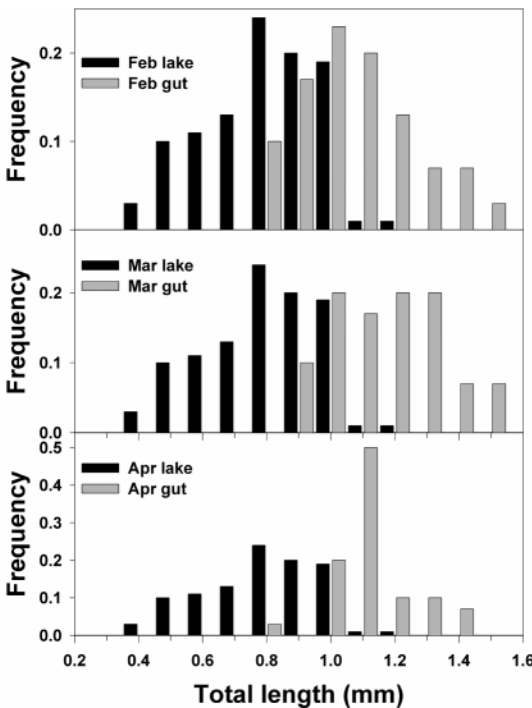 Frequency
0.2
0.1
0.0
Feb lake
Feb gut
Frequency
0.2
0.1
0.0
Mar lake
Mar gut
Frequency
0.5
0.4
0.3
0.2
0.1
0.0
Apr lake
Apr gut
0.2 0.4 0.6 0.8 1.0 1.2 1.4 1.6
Total length (mm)